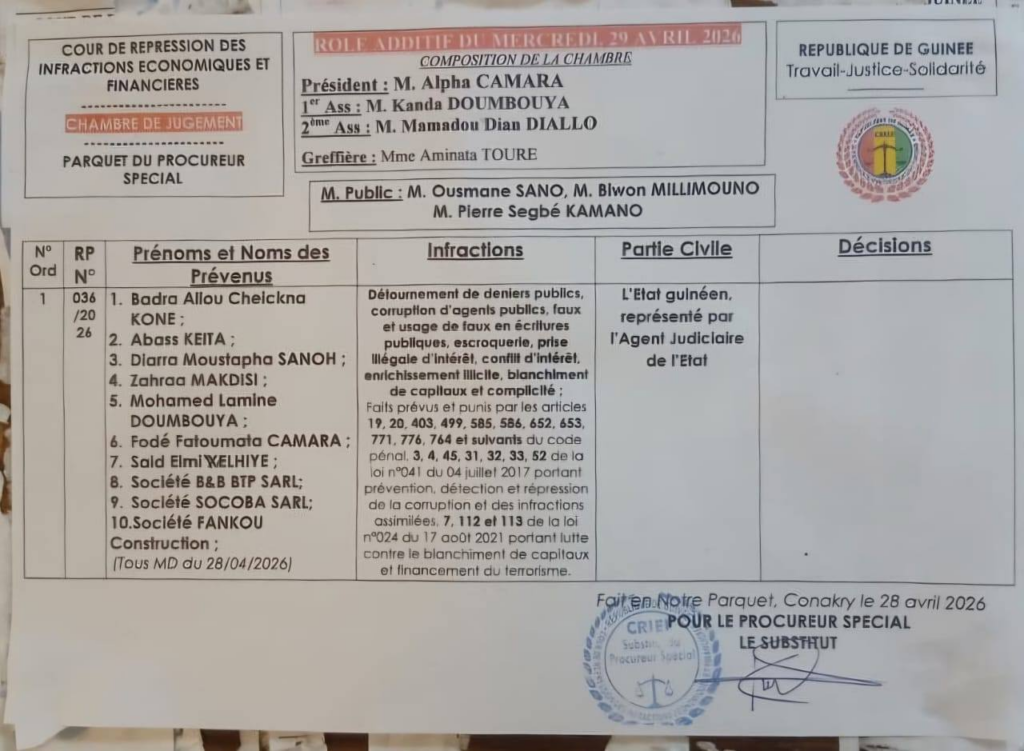 COUR DE REPRESSION DES
INFRACTIONS ECONOMIQUES ET
FINANCIERES
CHAMBRE DE JUGEMENT
PARQUET DU PROCUREUR
SPECIAL
ROLE ADDITIF DU MERCREDI 29 AVRIL 2026
COMPOSITION DE LA CHAMBRE
Président : M. Alpha CAMARA
1er Ass : M. Kanda DOUMBOUYA
2ème Ass : M. Mamadou Dian DIALLO
Greffière : Mme Aminata TOURE
REPUBLIQUE DE GUINEE
Travail-Justice-Solidarité
CRIEF
M. Public : M. Ousmane SANO, M. Biwon MILLIMOUNO
M. Pierre Segbé KAMANO
N° Ord
RP N°
Prénoms et Noms des
Prévenus
Infractions
Partie Civile
Décisions
1
036
/20
26
1. Badra Aliou Cheickna
KONE ;
2. Abass KEITA ;
3. Diarra Moustapha SANOH ;
4. Zahraa MAKDISI ;
5. Mohamed Lamine
DOUMBOUYA ;
6. Fodé Fatoumata CAMARA ;
7. Said Elmi KELHIYE ;
8. Société B&B BTP SARL;
9. Société SOCOBA SARL;
10.Société FANKOU
Construction ;
(Tous MD du 28/04/2026)
Détournement de deniers publics,
corruption d'agents publics, faux
et usage de faux en écritures
publiques, escroquerie, prise
illégale d'intérêt, conflit d'intérêt,
enrichissement illicite, blanchiment
de capitaux et complicité ;
Faits prévus et punis par les articles
19, 20, 403, 499, 585, 586, 652, 653,
771, 776, 764 et suivants du code
pénal, 3, 4, 45, 31, 32, 33, 52 de la
loi n°041 du 04 juillet 2017 portant
prévention, détection et répression
de la corruption et des infractions
assimilées, 7, 112 et 113 de la loi
n°024 du 17 août 2021 portant lutte
contre le blanchiment de capitaux
et financement du terrorisme.
L'Etat guinéen,
représenté par
l'Agent Judiciaire
de l'Etat
Fait en Notre Parquet, Conakry le 28 avril 2026
POUR LE PROCUREUR SPECIAL
LE SUBSTITUT
CRIEF
Substitut du
Procureur Spécial